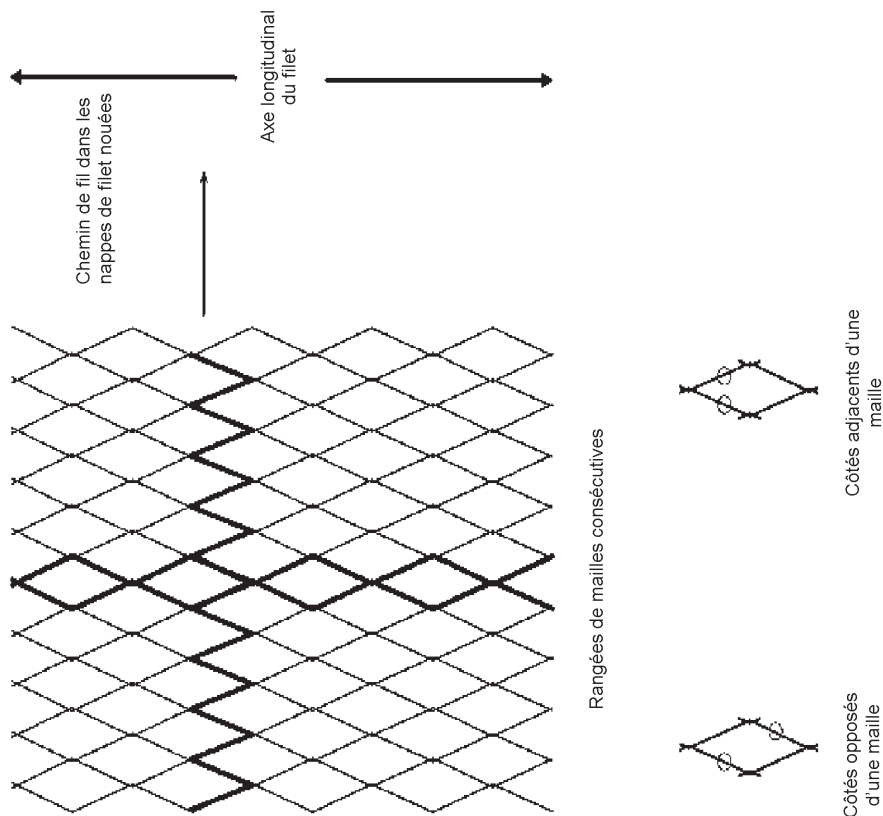 Chemin de fil dans les
nappes de filet nouées
Axe longitudinal
du filet
Rangées de mailles consécutives
Côtés adjacents d'une
maille
Côtés opposés
d'une maille